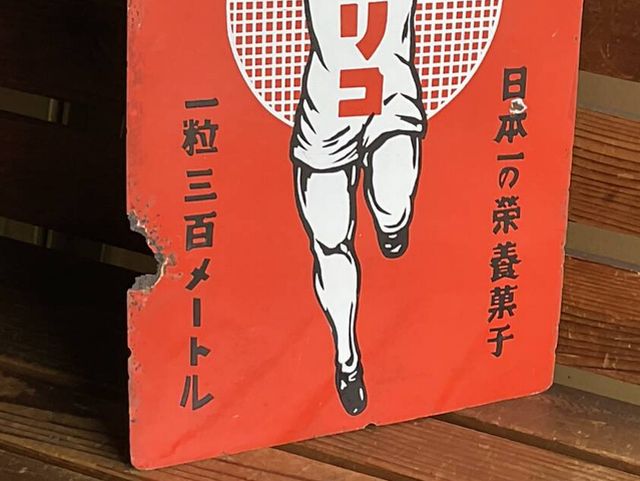 日本一の栄養菓子
リコ
一粒三百メートル